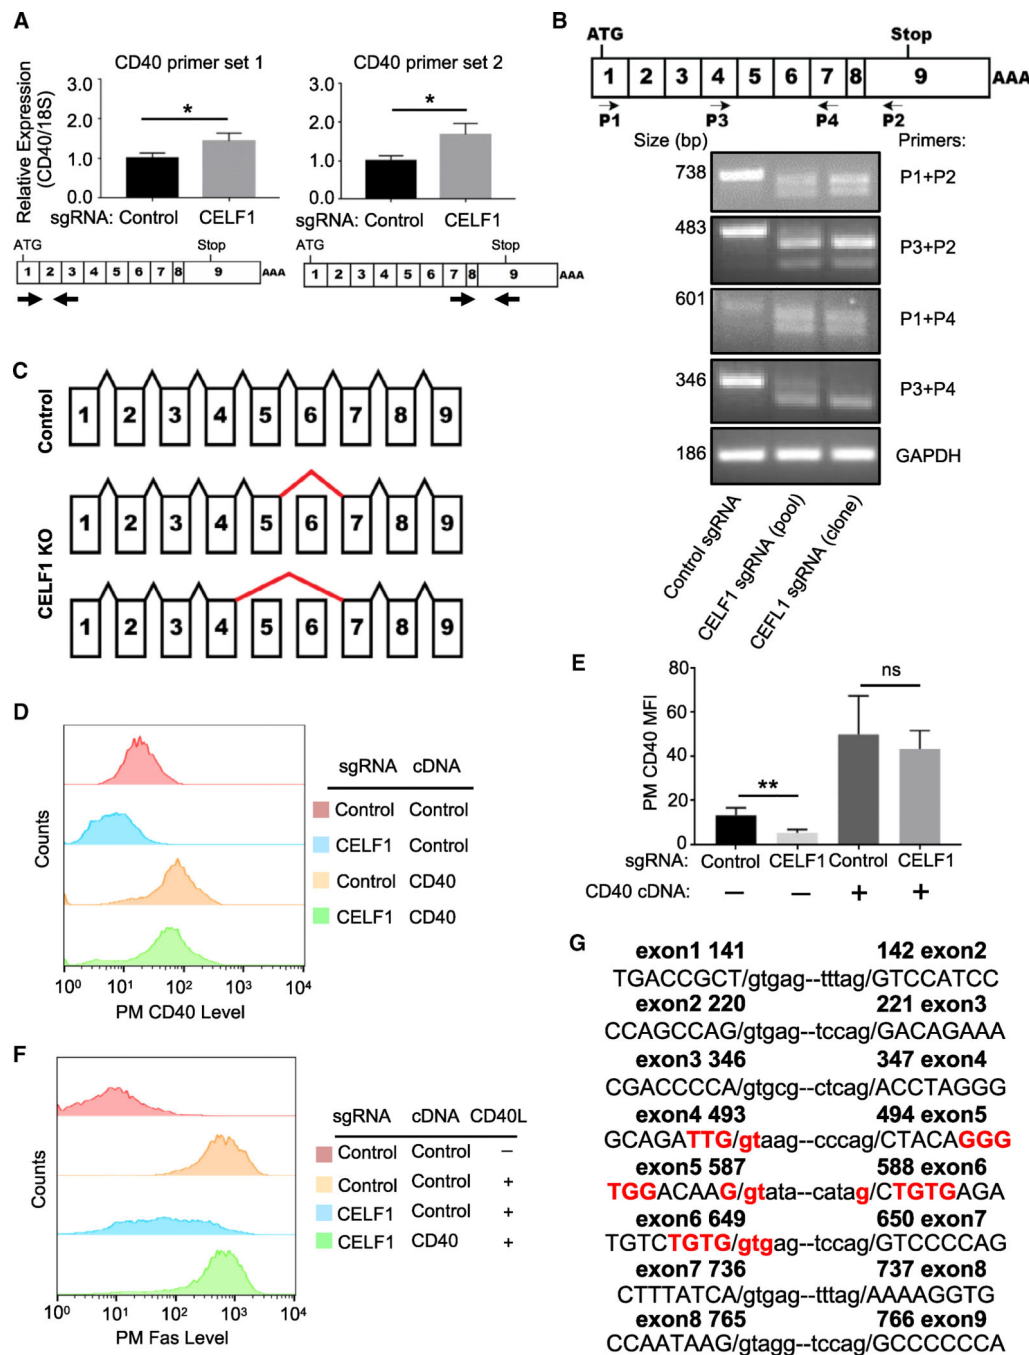 A
CD40 primer set 1
CD40 primer set 2
Relative Expression
(CD40/18S)
3.0
2.0
1.0
0.0
*
3.0
2.0
1.0
0.0
*
sgRNA: Control CELF1
sgRNA: Control CELF1
ATG Stop
1 2 3 4 5 6 7 8 9 AAA
ATG Stop
1 2 3 4 5 6 7 8 9 AAA
B
ATG Stop
1 2 3 4 5 6 7 8 9 AAA
P1 P3 P4 P2
Size (bp) Primers:
738 P1+P2
483 P3+P2
601 P1+P4
346 P3+P4
186 GAPDH
Control sgRNA
CELF1 sgRNA (pool)
CEFL1 sgRNA (clone)
C
Control
1 2 3 4 5 6 7 8 9
CELF1 KO
1 2 3 4 5 6 7 8 9
1 2 3 4 5 6 7 8 9
D
Counts
10⁰ 10¹ 10² 10³ 10⁴
PM CD40 Level
sgRNA cDNA
Control Control
CELF1 Control
Control CD40
CELF1 CD40
E
PM CD40 MFI
80
60
40
20
0
**
ns
sgRNA: Control CELF1 Control CELF1
CD40 cDNA: − − + +
F
Counts
10⁰ 10¹ 10² 10³ 10⁴
PM Fas Level
sgRNA cDNA CD40L
Control Control −
Control Control +
CELF1 Control +
CELF1 CD40 +
G
exon1 141 142 exon2
TGACCGCT/gtgag--tttag/GTCCATCC
exon2 220 221 exon3
CCAGCCAG/gtgag--tccag/GACAGAAA
exon3 346 347 exon4
CGACCCCA/gtgcg--ctcag/ACCTAGGG
exon4 493 494 exon5
GCAGATTG/gtaag--cccag/CTACAGGG
exon5 587 588 exon6
TGGACAAG/gtata--catag/CTGTGAGA
exon6 649 650 exon7
TGTCTGTG/gtgag--tccag/GTCCCCAG
exon7 736 737 exon8
CTTTATCA/gtgag--tttag/AAAAGGTG
exon8 765 766 exon9
CCAATAAG/gtagg--tccag/GCCCCCCA